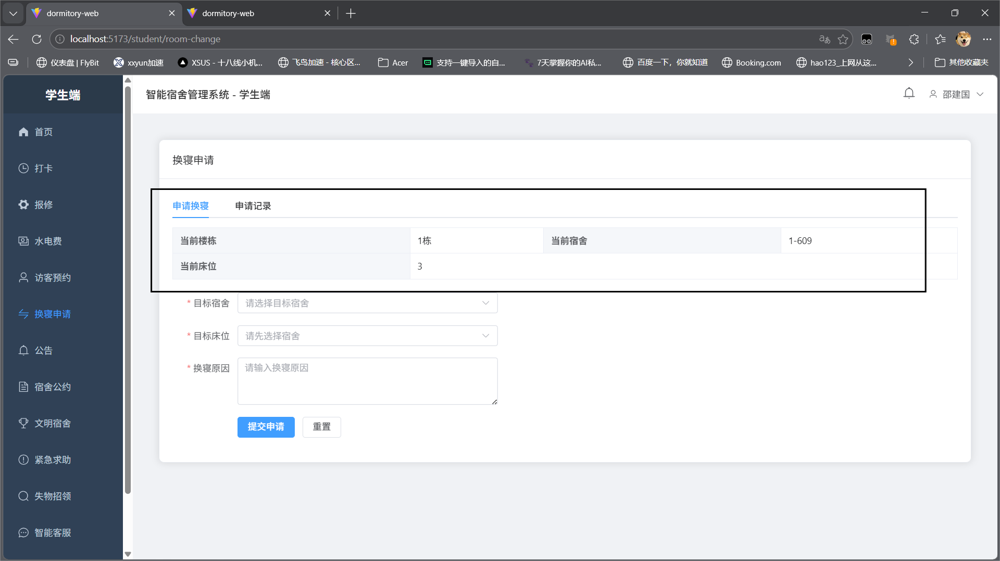 dormitory-web
dormitory-web
localhost:5173/student/room-change
仪表盘 | FlyBit
xxyun加速
XSUS - 十八线小机...
飞鸟加速 - 核心区...
Acer
支持一键导入的自...
7天掌握你的AI私...
百度一下，你就知道
Booking.com
hao123_上网从这...
其他收藏夹
学生端
智能宿舍管理系统 - 学生端
邵建国
首页
打卡
报修
水电费
访客预约
换寝申请
公告
宿舍公约
文明宿舍
紧急求助
失物招领
智能客服
换寝申请
申请换寝 申请记录
当前楼栋 1栋 当前宿舍 1-609
当前床位 3
* 目标宿舍 请选择目标宿舍
* 目标床位 请先选择宿舍
* 换寝原因 请输入换寝原因
提交申请 重置